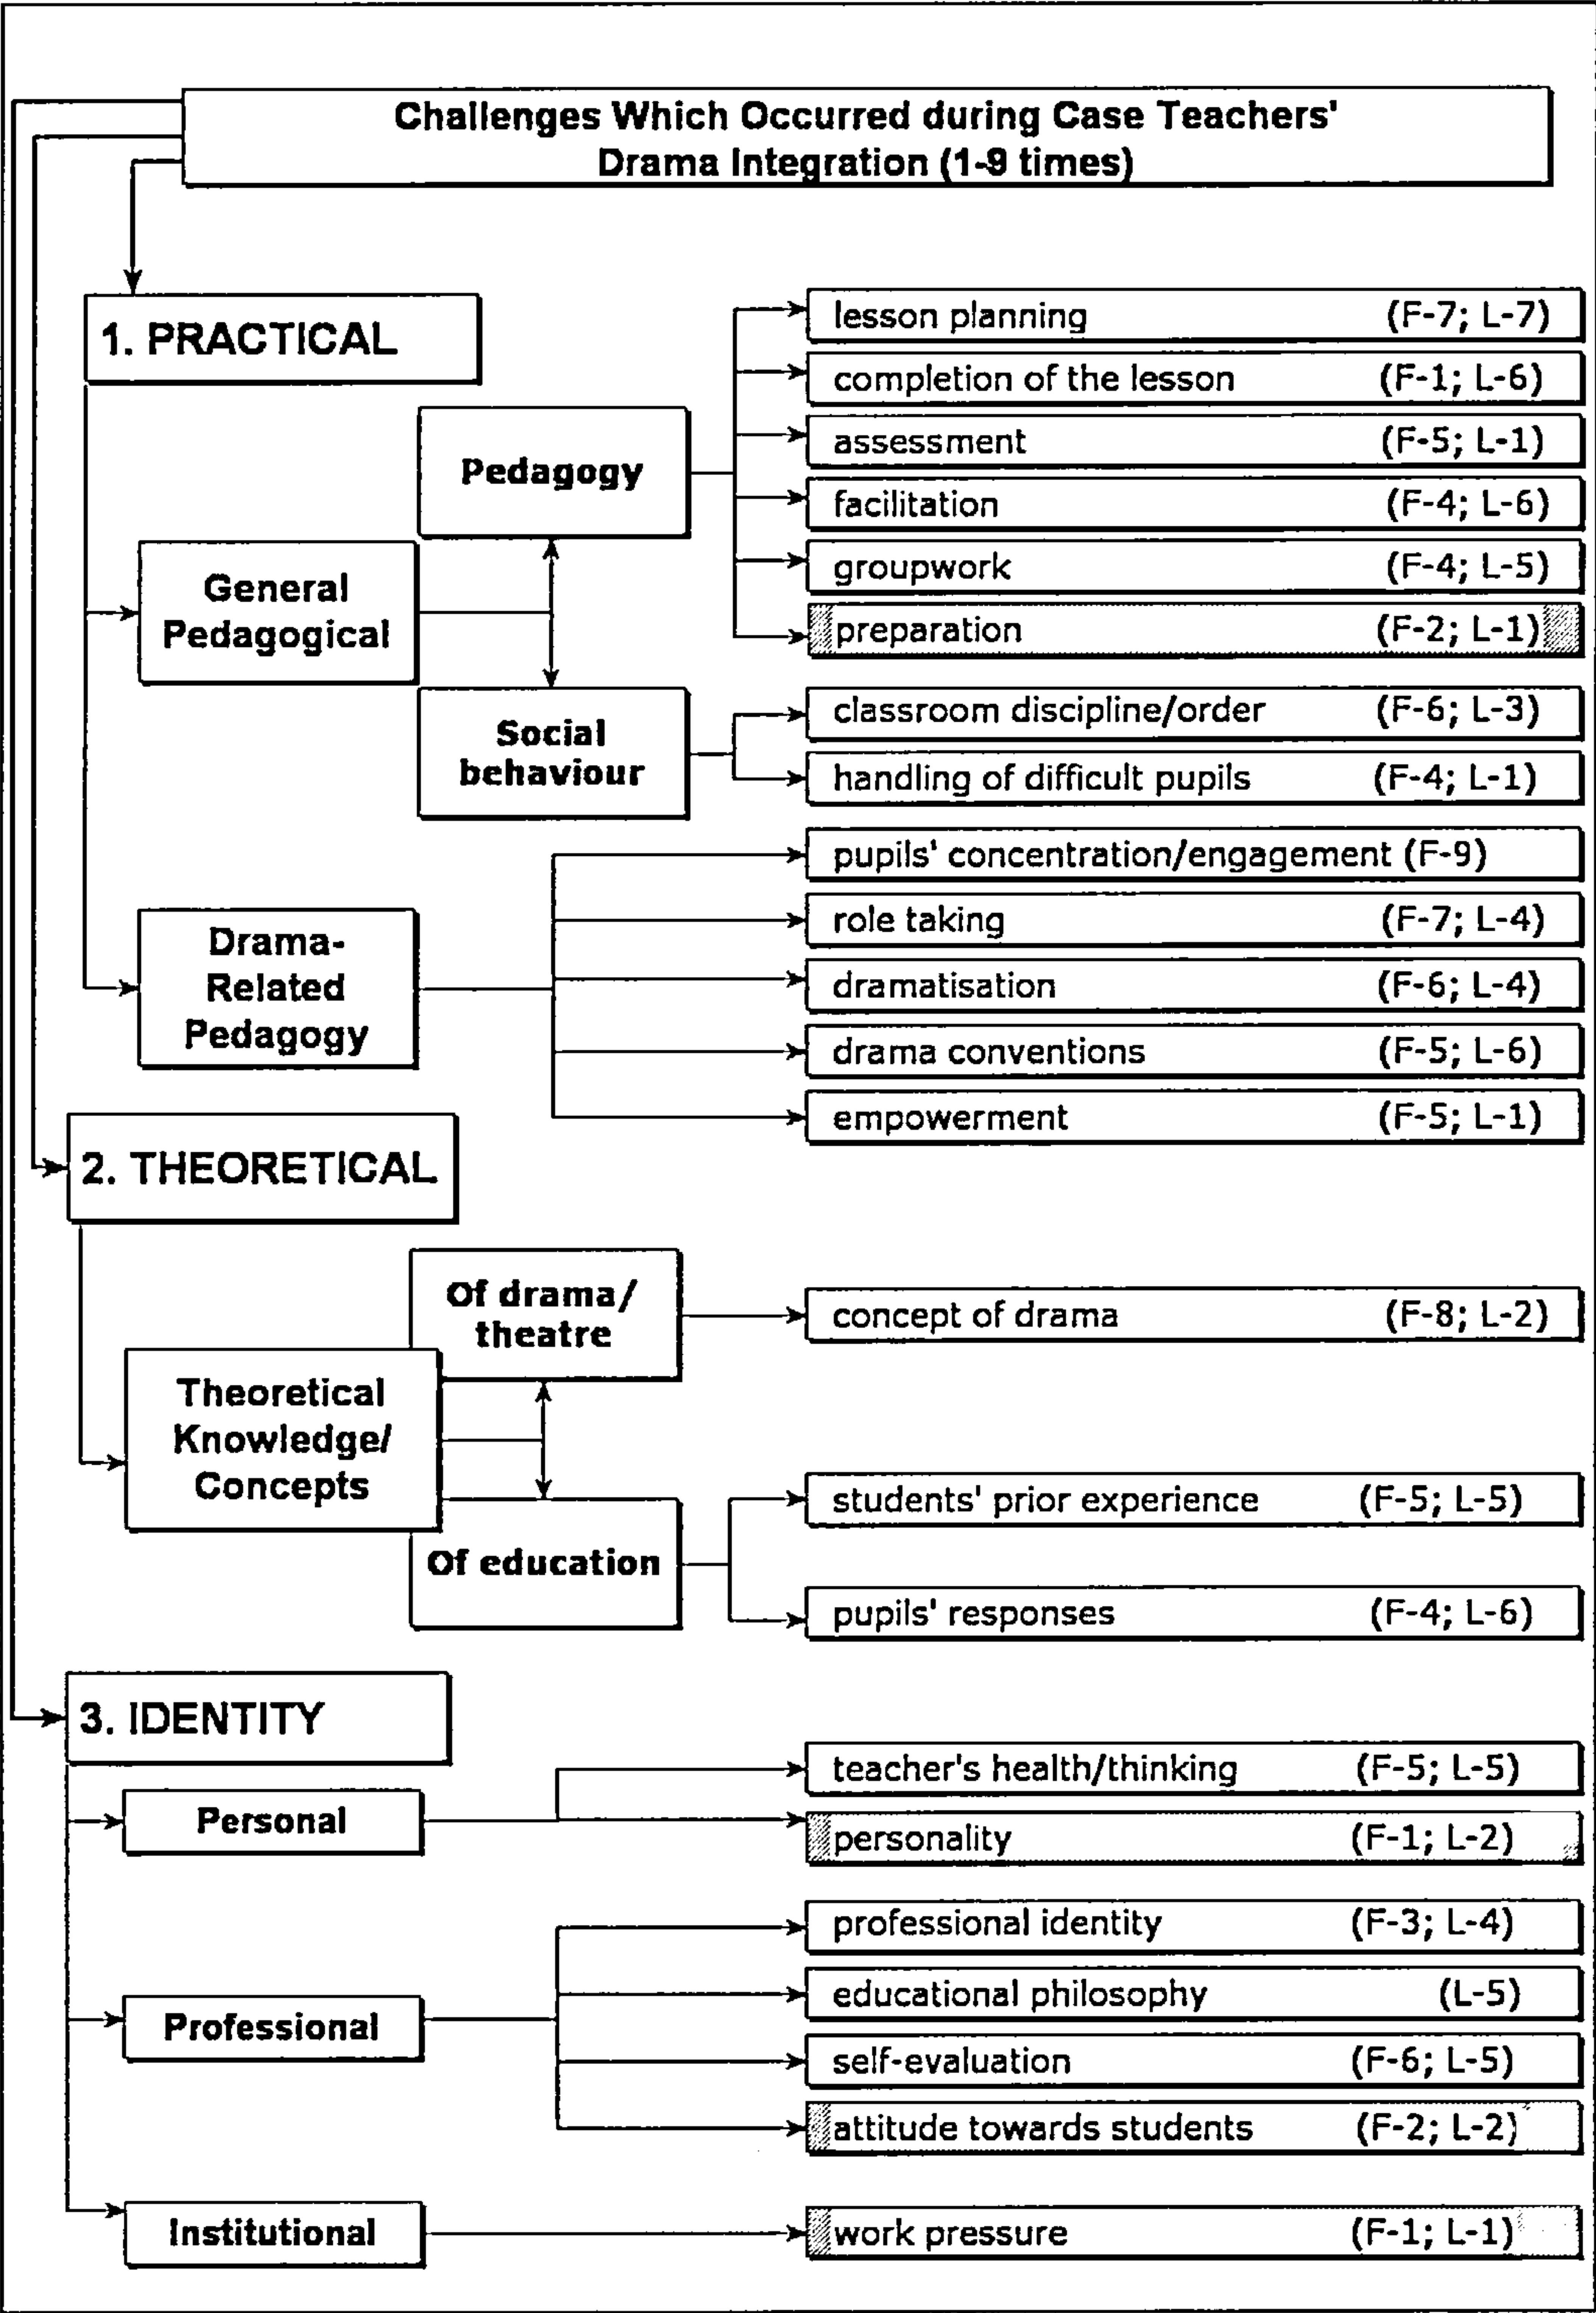 Challenges Which Occurred during Case Teachers'
Drama Integration (1-9 times)
1. PRACTICAL
General
Pedagogical
Pedagogy
lesson planning (F-7; L-7)
completion of the lesson (F-1; L-6)
assessment (F-5; L-1)
facilitation (F-4; L-6)
groupwork (F-4; L-5)
preparation (F-2; L-1)
Social
behaviour
classroom discipline/order (F-6; L-3)
handling of difficult pupils (F-4; L-1)
Drama-
Related
Pedagogy
pupils' concentration/engagement (F-9)
role taking (F-7; L-4)
dramatisation (F-6; L-4)
drama conventions (F-5; L-6)
empowerment (F-5; L-1)
2. THEORETICAL
Theoretical
Knowledge/
Concepts
Of drama/
theatre
concept of drama (F-8; L-2)
Of education
students' prior experience (F-5; L-5)
pupils' responses (F-4; L-6)
3. IDENTITY
Personal
teacher's health/thinking (F-5; L-5)
personality (F-1; L-2)
Professional
professional identity (F-3; L-4)
educational philosophy (L-5)
self-evaluation (F-6; L-5)
attitude towards students (F-2; L-2)
Institutional
work pressure (F-1; L-1)